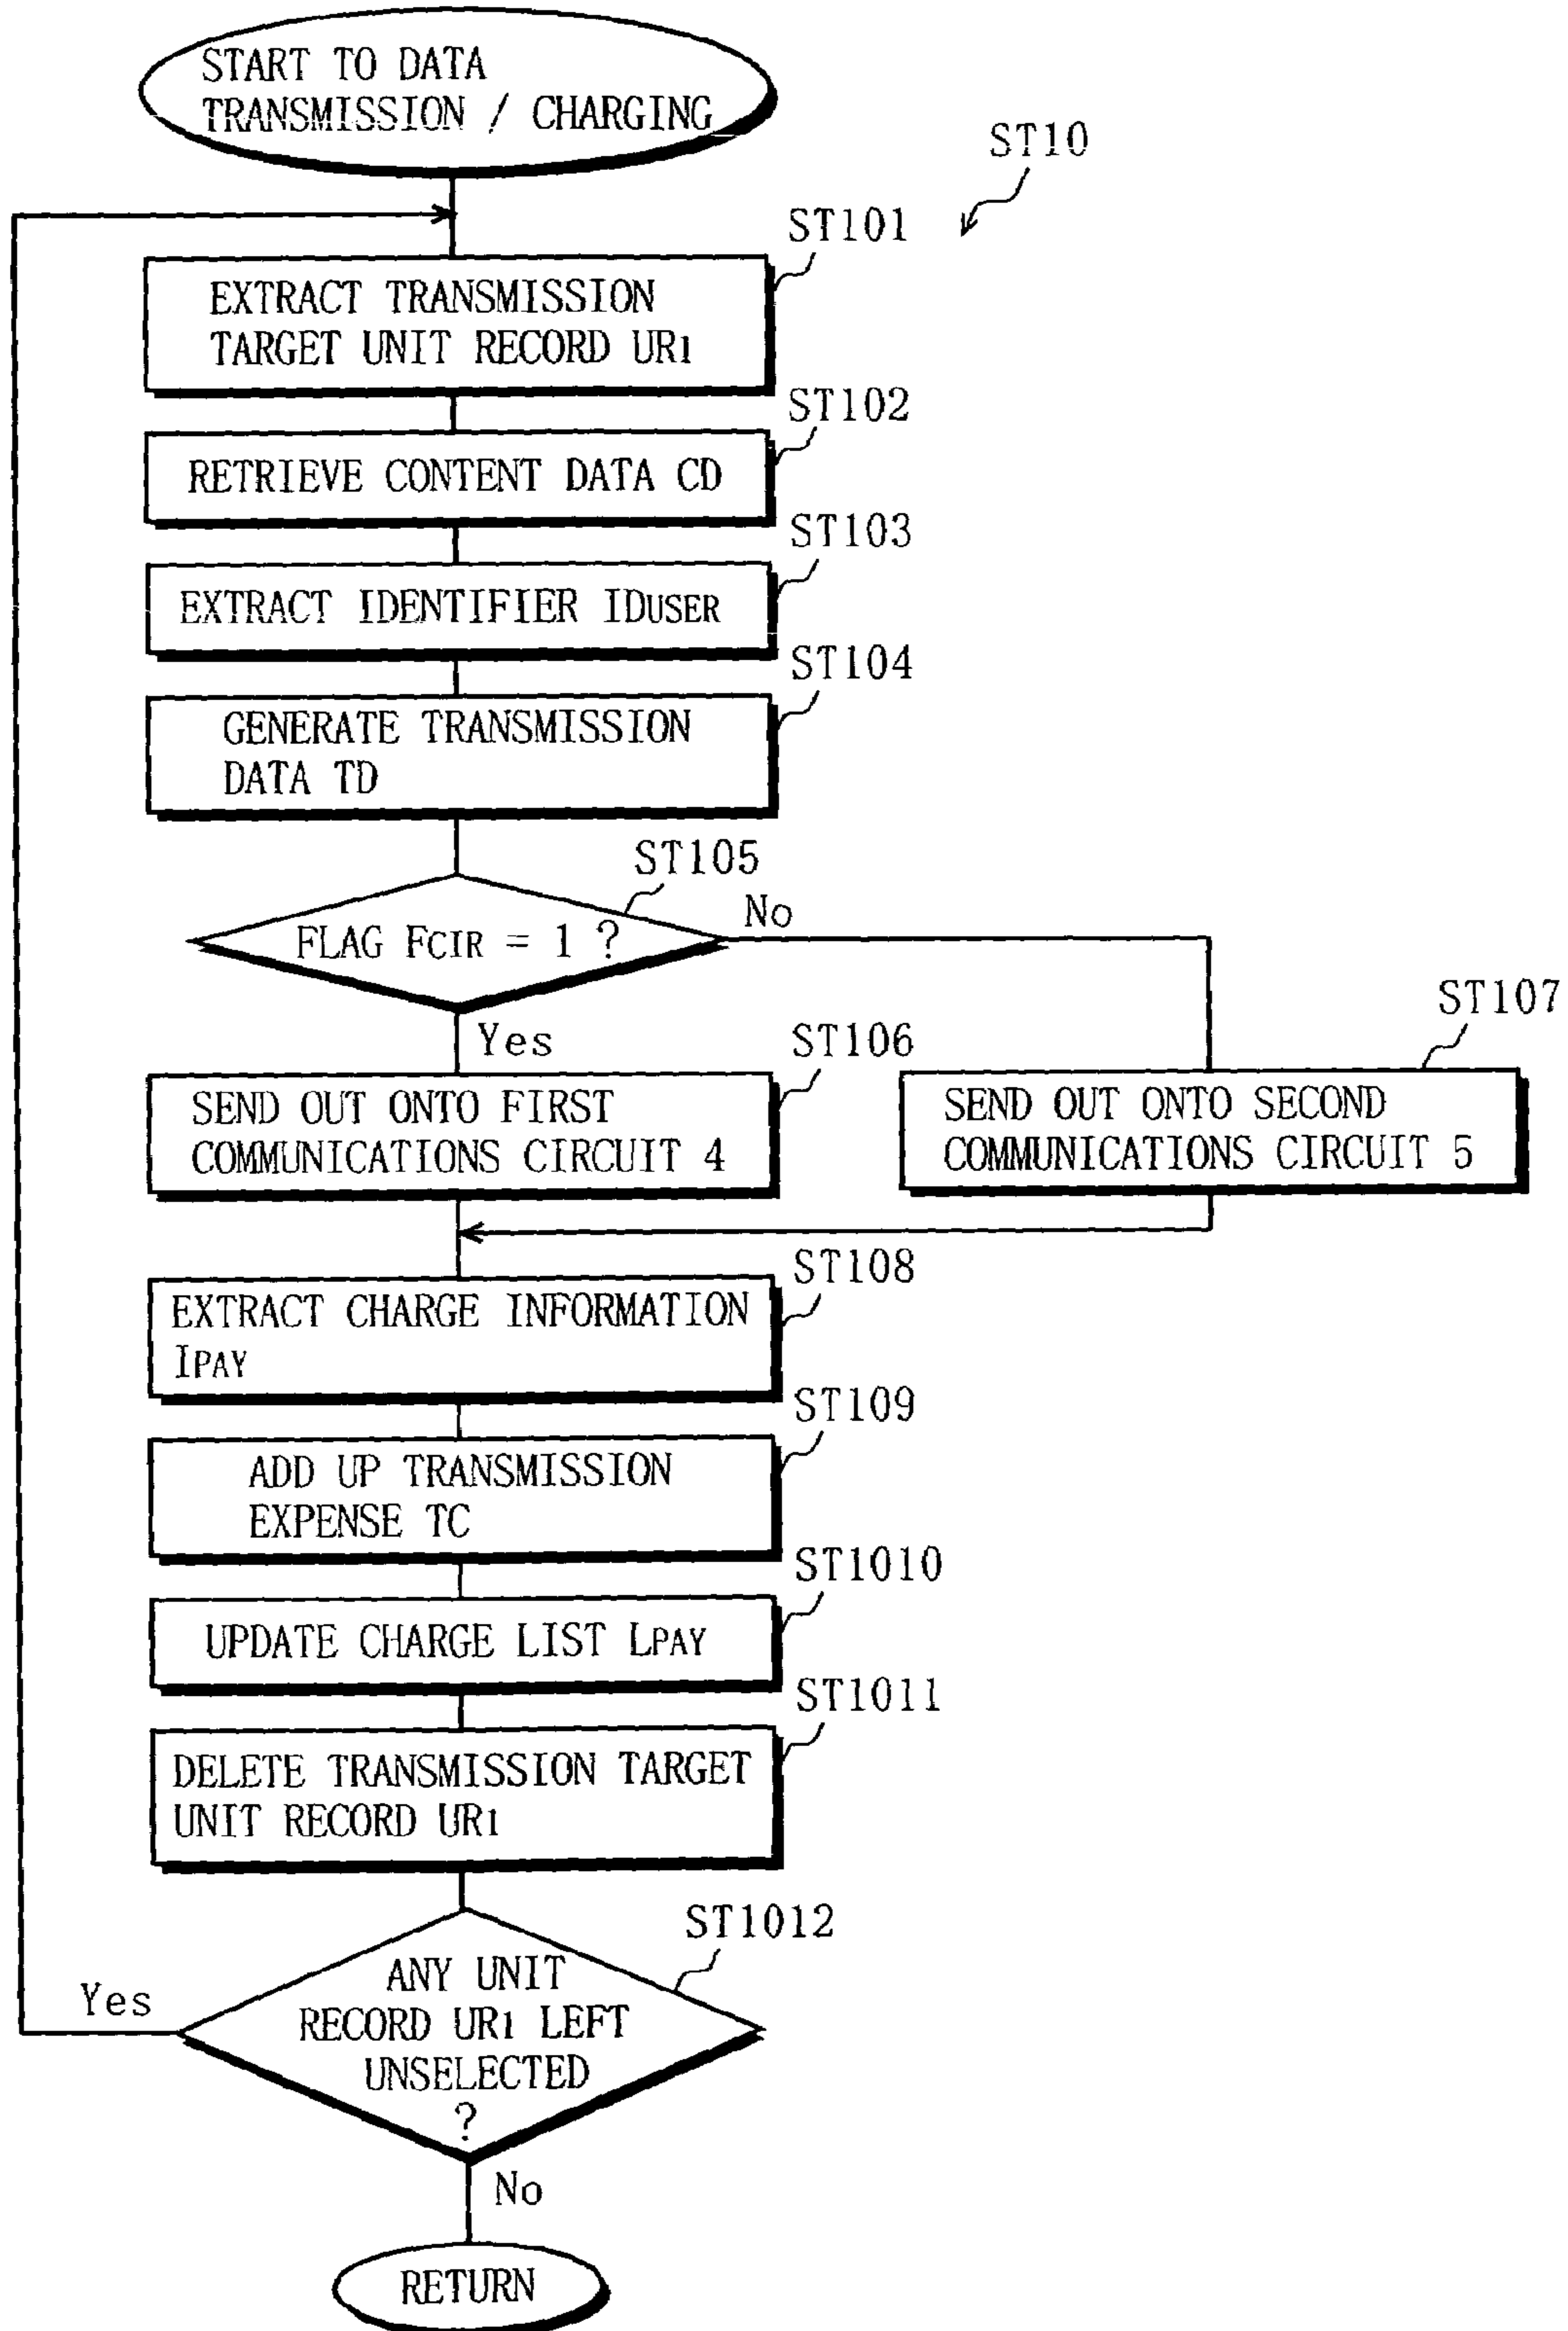 START TO DATA
TRANSMISSION / CHARGING
ST10
ST101
EXTRACT TRANSMISSION
TARGET UNIT RECORD UR1
ST102
RETRIEVE CONTENT DATA CD
ST103
EXTRACT IDENTIFIER IDUSER
ST104
GENERATE TRANSMISSION
DATA TD
ST105
FLAG FCIR = 1 ?
No
Yes
ST106
SEND OUT ONTO FIRST
COMMUNICATIONS CIRCUIT 4
ST107
SEND OUT ONTO SECOND
COMMUNICATIONS CIRCUIT 5
ST108
EXTRACT CHARGE INFORMATION
IPAY
ST109
ADD UP TRANSMISSION
EXPENSE TC
ST1010
UPDATE CHARGE LIST LPAY
ST1011
DELETE TRANSMISSION TARGET
UNIT RECORD UR1
ST1012
ANY UNIT
RECORD UR1 LEFT
UNSELECTED
?
Yes
No
RETURN